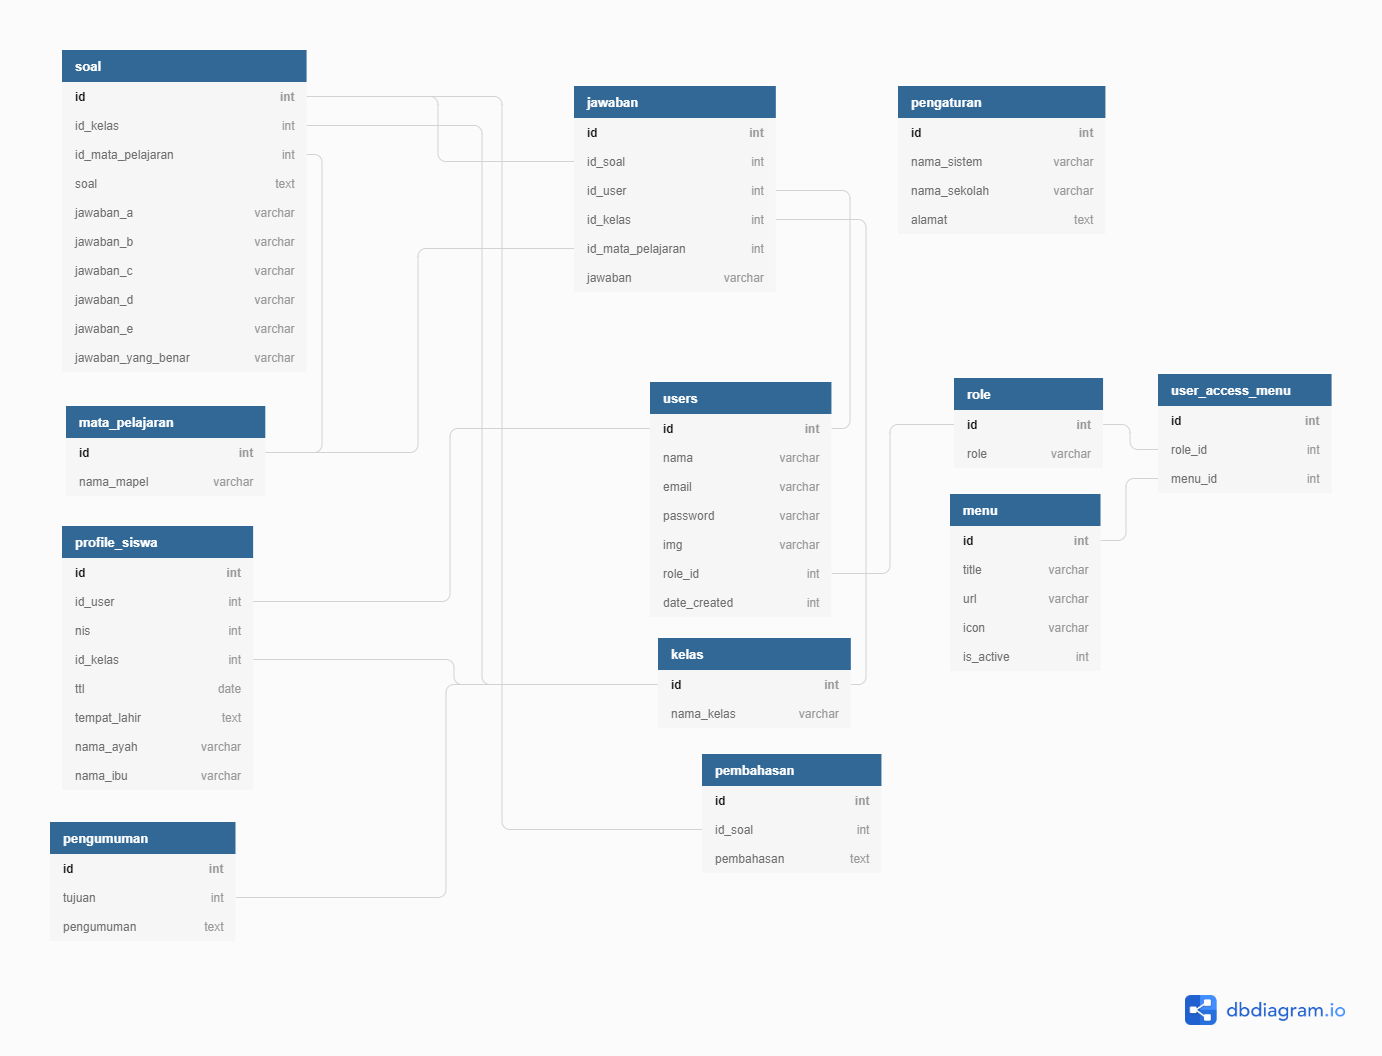 soal
id int
id_kelas int
id_mata_pelajaran int
soal text
jawaban_a varchar
jawaban_b varchar
jawaban_c varchar
jawaban_d varchar
jawaban_e varchar
jawaban_yang_benar varchar
jawaban
id int
id_soal int
id_user int
id_kelas int
id_mata_pelajaran int
jawaban varchar
pengaturan
id int
nama_sistem varchar
nama_sekolah varchar
alamat text
mata_pelajaran
id int
nama_mapel varchar
users
id int
nama varchar
email varchar
password varchar
img varchar
role_id int
date_created int
role
id int
role varchar
user_access_menu
id int
role_id int
menu_id int
menu
id int
title varchar
url varchar
icon varchar
is_active int
profile_siswa
id int
id_user int
nis int
id_kelas int
ttl date
tempat_lahir text
nama_ayah varchar
nama_ibu varchar
kelas
id int
nama_kelas varchar
pembahasan
id int
id_soal int
pembahasan text
pengumuman
id int
tujuan int
pengumuman text
dbdiagram.io